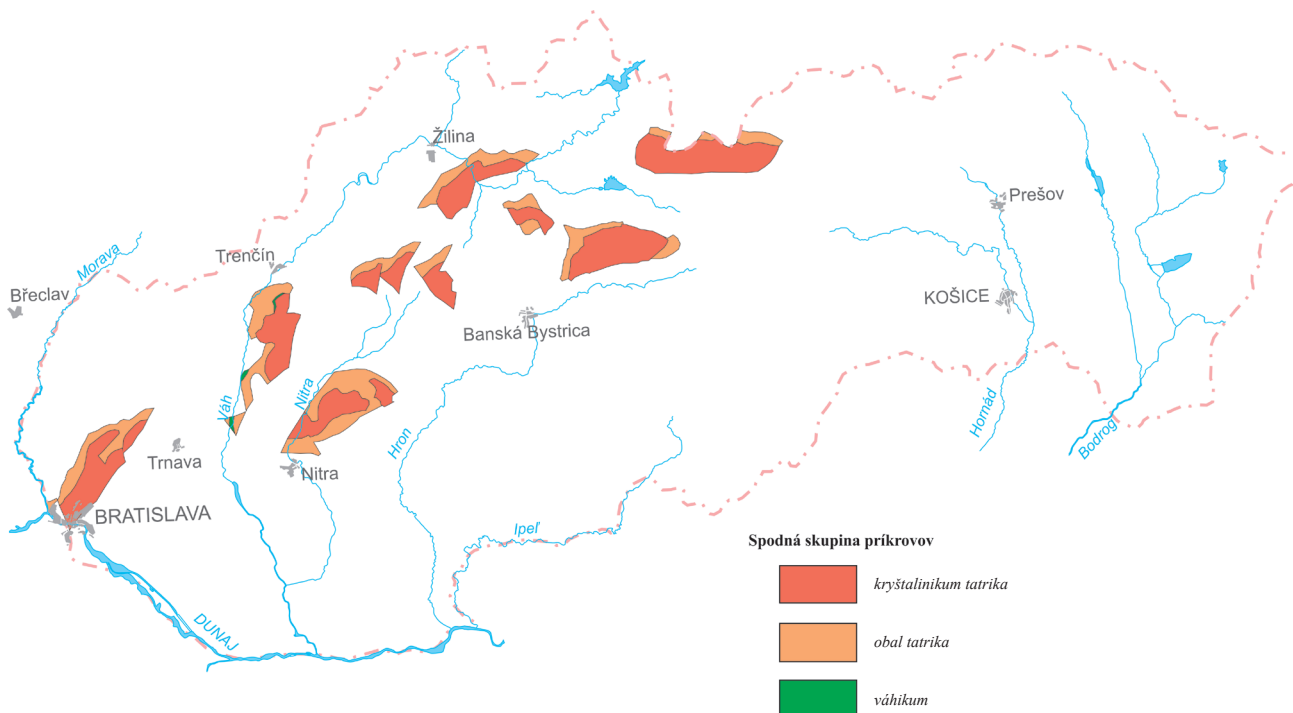 Žilina
Prešov
Morava
Trenčín
Břeclav
KOŠICE
Banská Bystrica
Váh
Nitra
Hron
Hornád
Bodrog
Trnava
Nitra
BRATISLAVA
Ipeľ
DUNAJ
Spodná skupina príkrovov
kryštalinikum tatrika
obal tatrika
váhikum